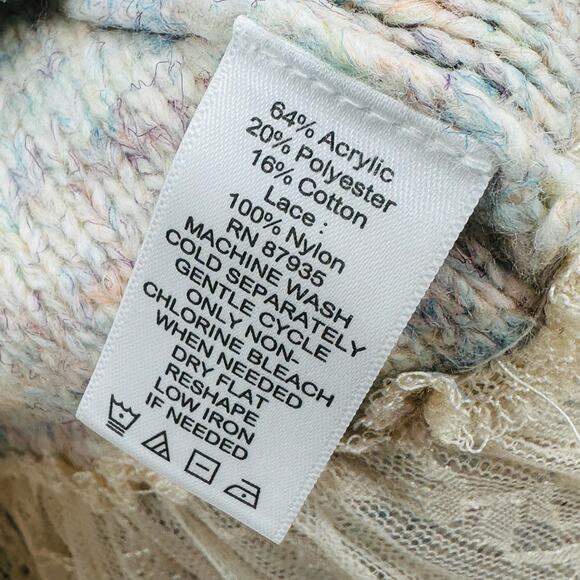 64% Acrylic
20% Polyester
16% Cotton
Lace :
100% Nylon
RN 87935
MACHINE WASH
COLD SEPARATELY
GENTLE CYCLE
ONLY NON-
CHLORINE BLEACH
WHEN NEEDED
DRY FLAT
RESHAPE
LOW IRON
IF NEEDED